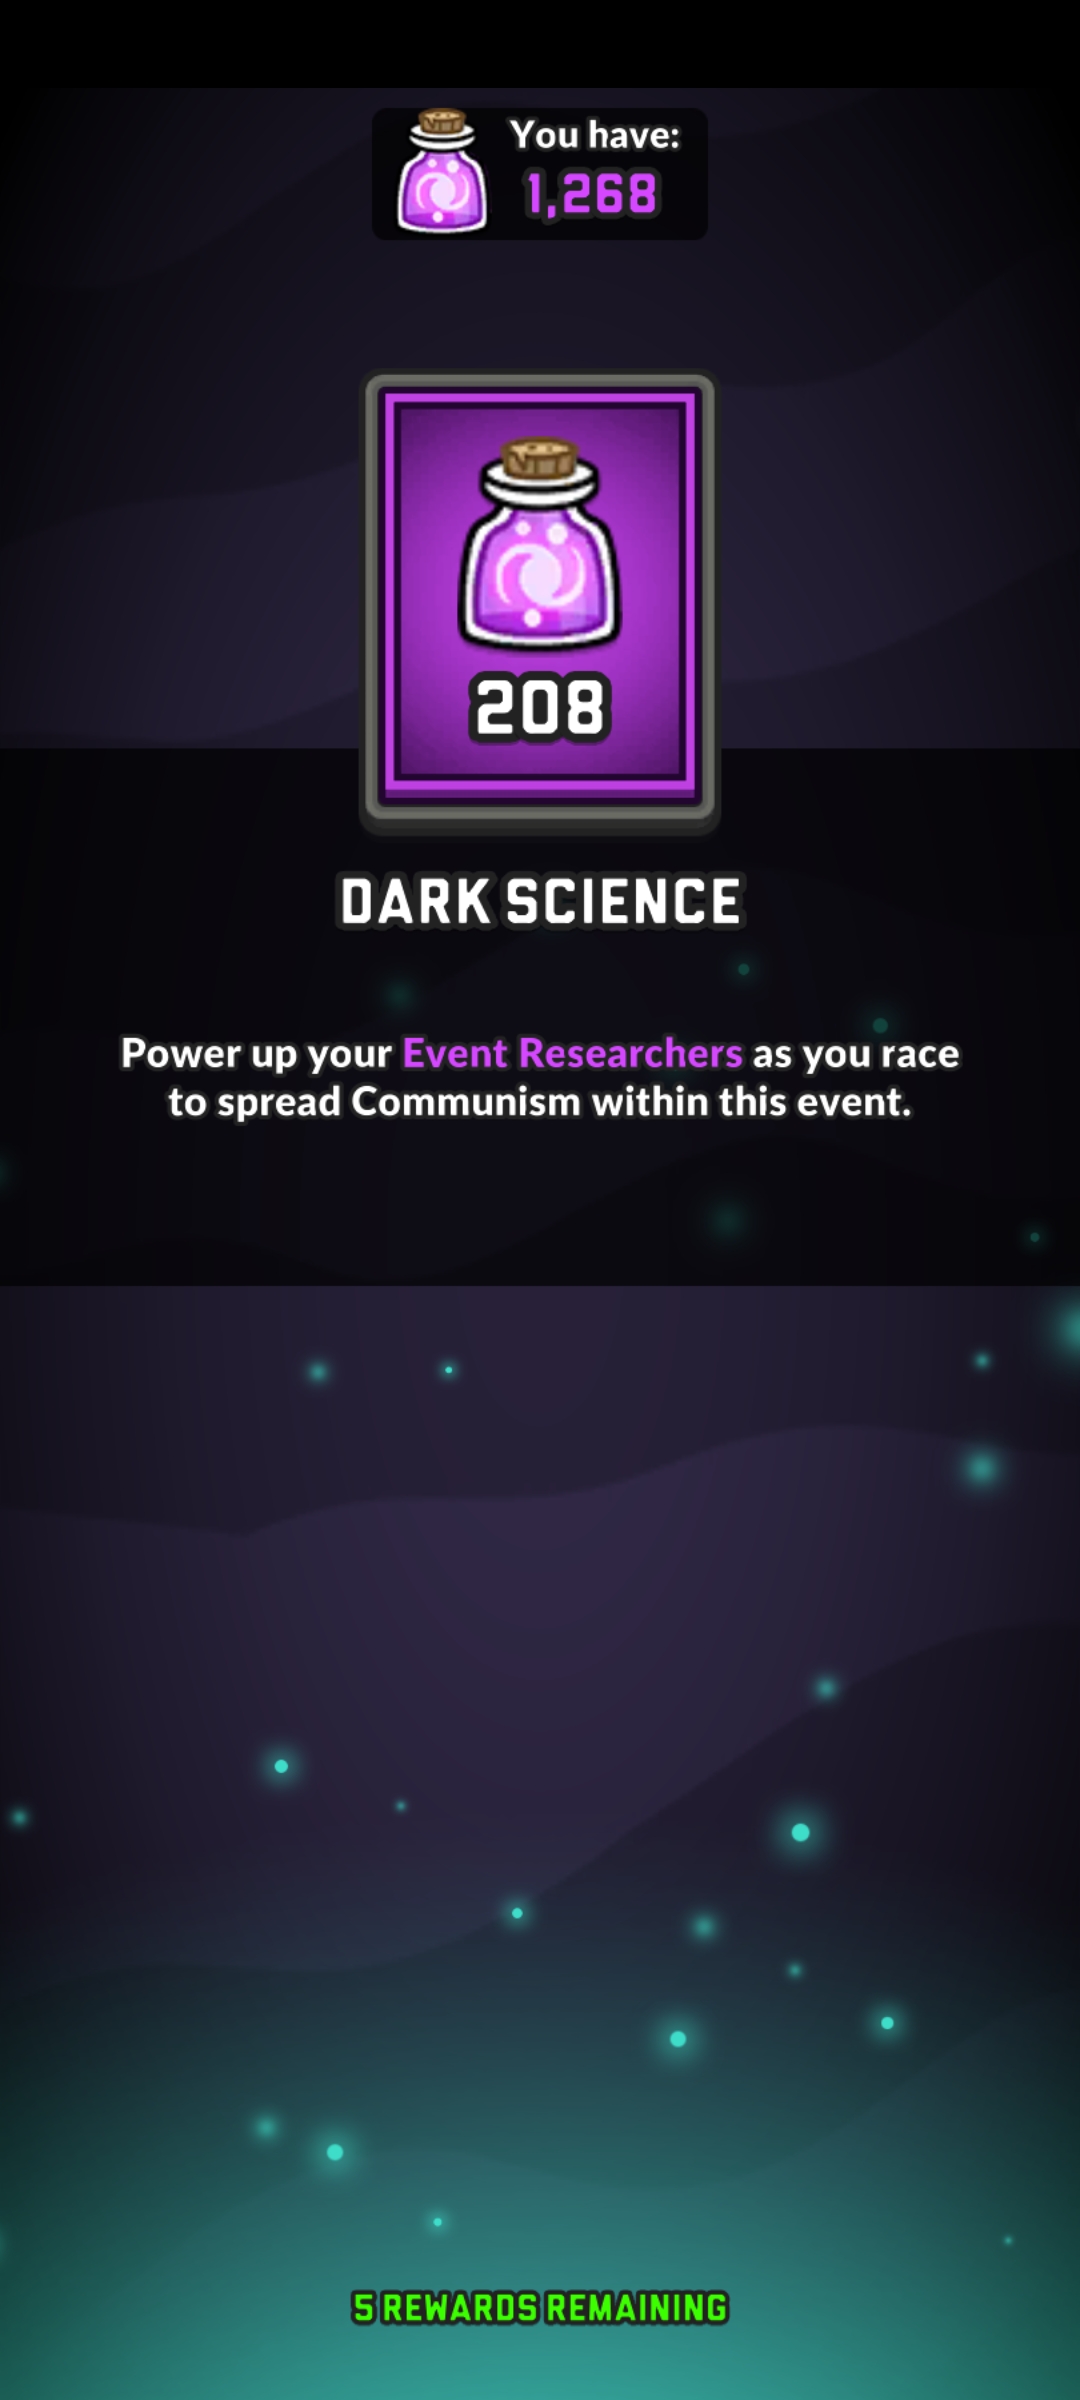 You have:
1,268
208
DARK SCIENCE
Power up your Event Researchers as you race
to spread Communism within this event.
5 REWARDS REMAINING